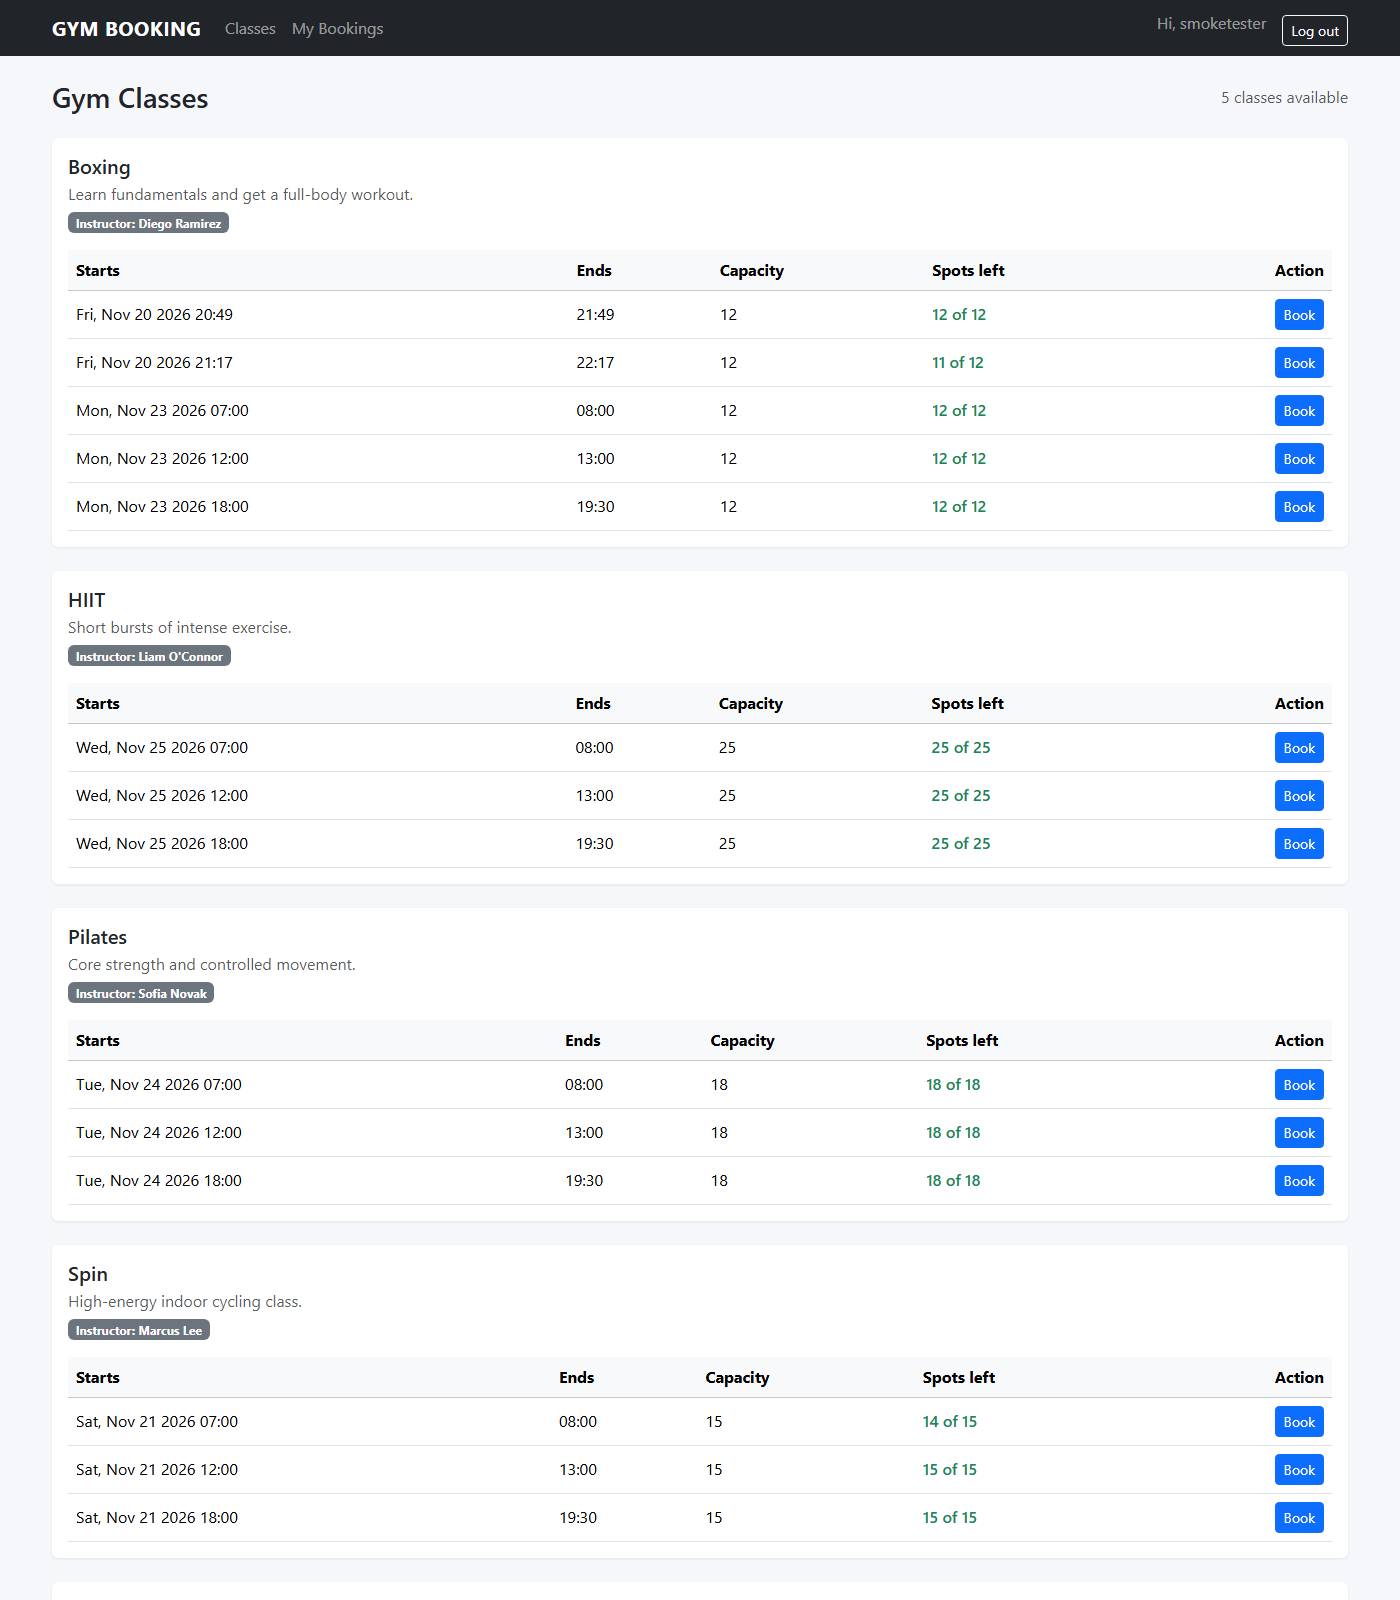 GYM BOOKING Classes My Bookings Hi, smoketester Log out
Gym Classes 5 classes available
Boxing
Learn fundamentals and get a full-body workout.
Instructor: Diego Ramirez
Starts Ends Capacity Spots left Action
Fri, Nov 20 2026 20:49 21:49 12 12 of 12 Book
Fri, Nov 20 2026 21:17 22:17 12 11 of 12 Book
Mon, Nov 23 2026 07:00 08:00 12 12 of 12 Book
Mon, Nov 23 2026 12:00 13:00 12 12 of 12 Book
Mon, Nov 23 2026 18:00 19:30 12 12 of 12 Book
HIIT
Short bursts of intense exercise.
Instructor: Liam O'Connor
Starts Ends Capacity Spots left Action
Wed, Nov 25 2026 07:00 08:00 25 25 of 25 Book
Wed, Nov 25 2026 12:00 13:00 25 25 of 25 Book
Wed, Nov 25 2026 18:00 19:30 25 25 of 25 Book
Pilates
Core strength and controlled movement.
Instructor: Sofia Novak
Starts Ends Capacity Spots left Action
Tue, Nov 24 2026 07:00 08:00 18 18 of 18 Book
Tue, Nov 24 2026 12:00 13:00 18 18 of 18 Book
Tue, Nov 24 2026 18:00 19:30 18 18 of 18 Book
Spin
High-energy indoor cycling class.
Instructor: Marcus Lee
Starts Ends Capacity Spots left Action
Sat, Nov 21 2026 07:00 08:00 15 14 of 15 Book
Sat, Nov 21 2026 12:00 13:00 15 15 of 15 Book
Sat, Nov 21 2026 18:00 19:30 15 15 of 15 Book